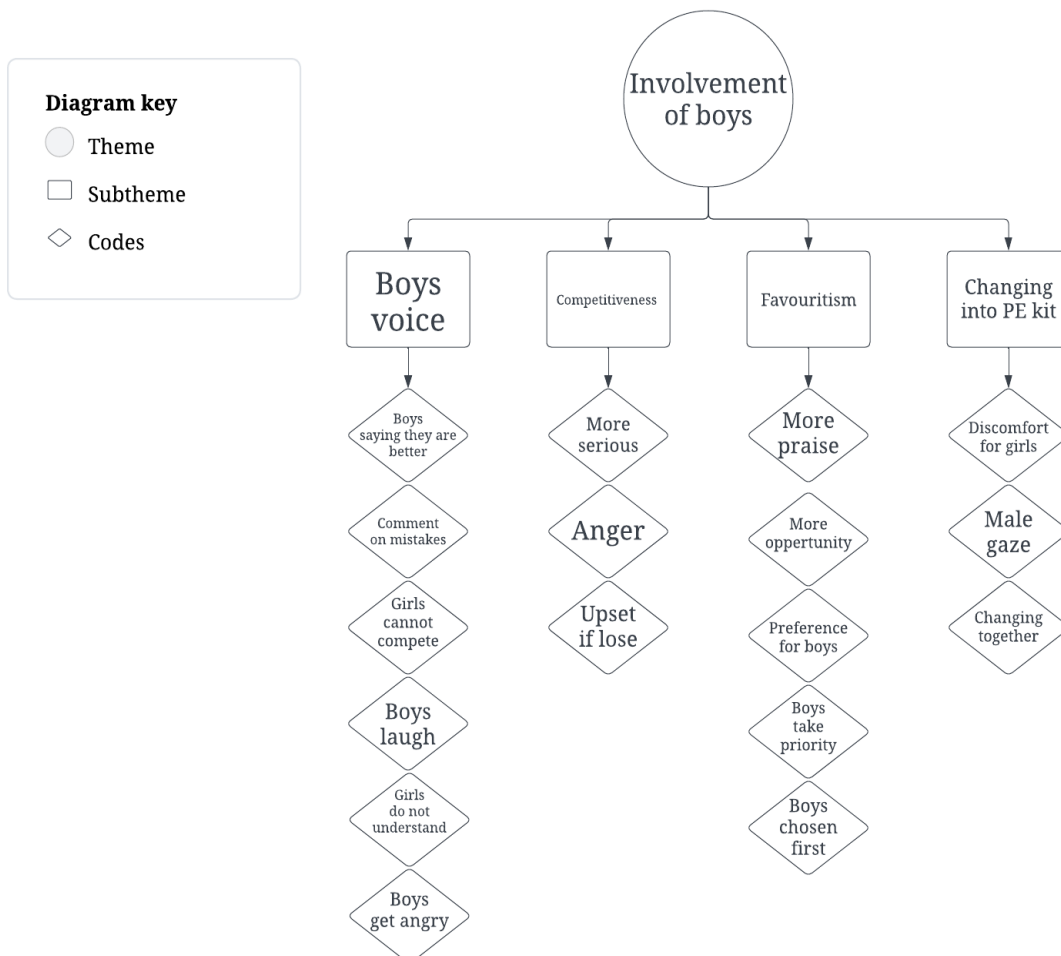 Involvement
of boys
Diagram key
Theme
Subtheme
Codes
Boys
voice
Competitiveness
Favouritism
Changing
into PE kit
Boys
saying they are
better
Comment
on mistakes
Girls
cannot
compete
Boys
laugh
Girls
do not
understand
Boys
get angry
More
serious
Anger
Upset
if lose
More
praise
More
oppertunity
Preference
for boys
Boys
take
priority
Boys
chosen
first
Discomfort
for girls
Male
gaze
Changing
together